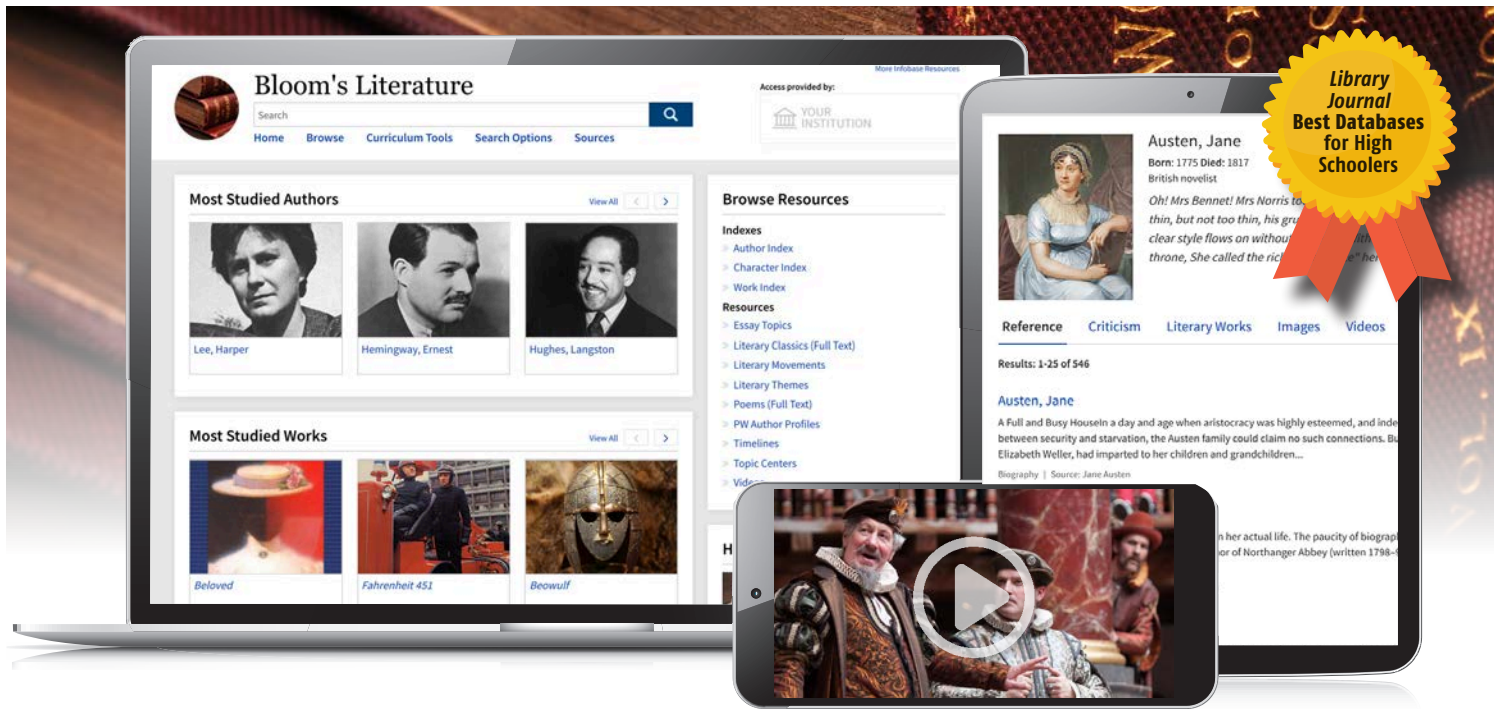 More Infobase Resources
Bloom's Literature
Access provided by:
Search
YOUR
INSTITUTION
Home Browse Curriculum Tools Search Options Sources
Most Studied Authors
View All
Lee, Harper
Hemingway, Ernest
Hughes, Langston
Most Studied Works
View All
Beloved
Fahrenheit 451
Beowulf
Browse Resources
Indexes
» Author Index
» Character Index
» Work Index
Resources
» Essay Topics
» Literary Classics (Full Text)
» Literary Movements
» Literary Themes
» Poems (Full Text)
» PW Author Profiles
» Timelines
» Topic Centers
» Videos
H
Austen, Jane
Born: 1775 Died: 1817
British novelist
Oh! Mrs Bennet! Mrs Norris to
thin, but not too thin, his
clear style flows on
throne, She called the her
Reference Criticism Literary Works Images Videos
Results: 1-25 of 546
Austen, Jane
A Full and Busy HouseIn a day and age when aristocracy was highly esteemed, and inde
between security and starvation, the Austen family could claim no such connections. Bu
Elizabeth Weller, had imparted to her children and grandchildren...
Biography | Source: Jane Austen
n her actual life. The paucity of biograp
or of Northanger Abbey (written 1798-9
Library
Journal
Best Databases
for High
Schoolers
VOL. XI